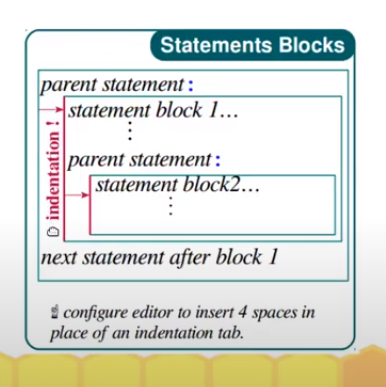 Statements Blocks
parent statement :
statement block 1...
⋮
parent statement :
statement block2...
⋮
indentation !
next statement after block 1
configure editor to insert 4 spaces in
place of an indentation tab.